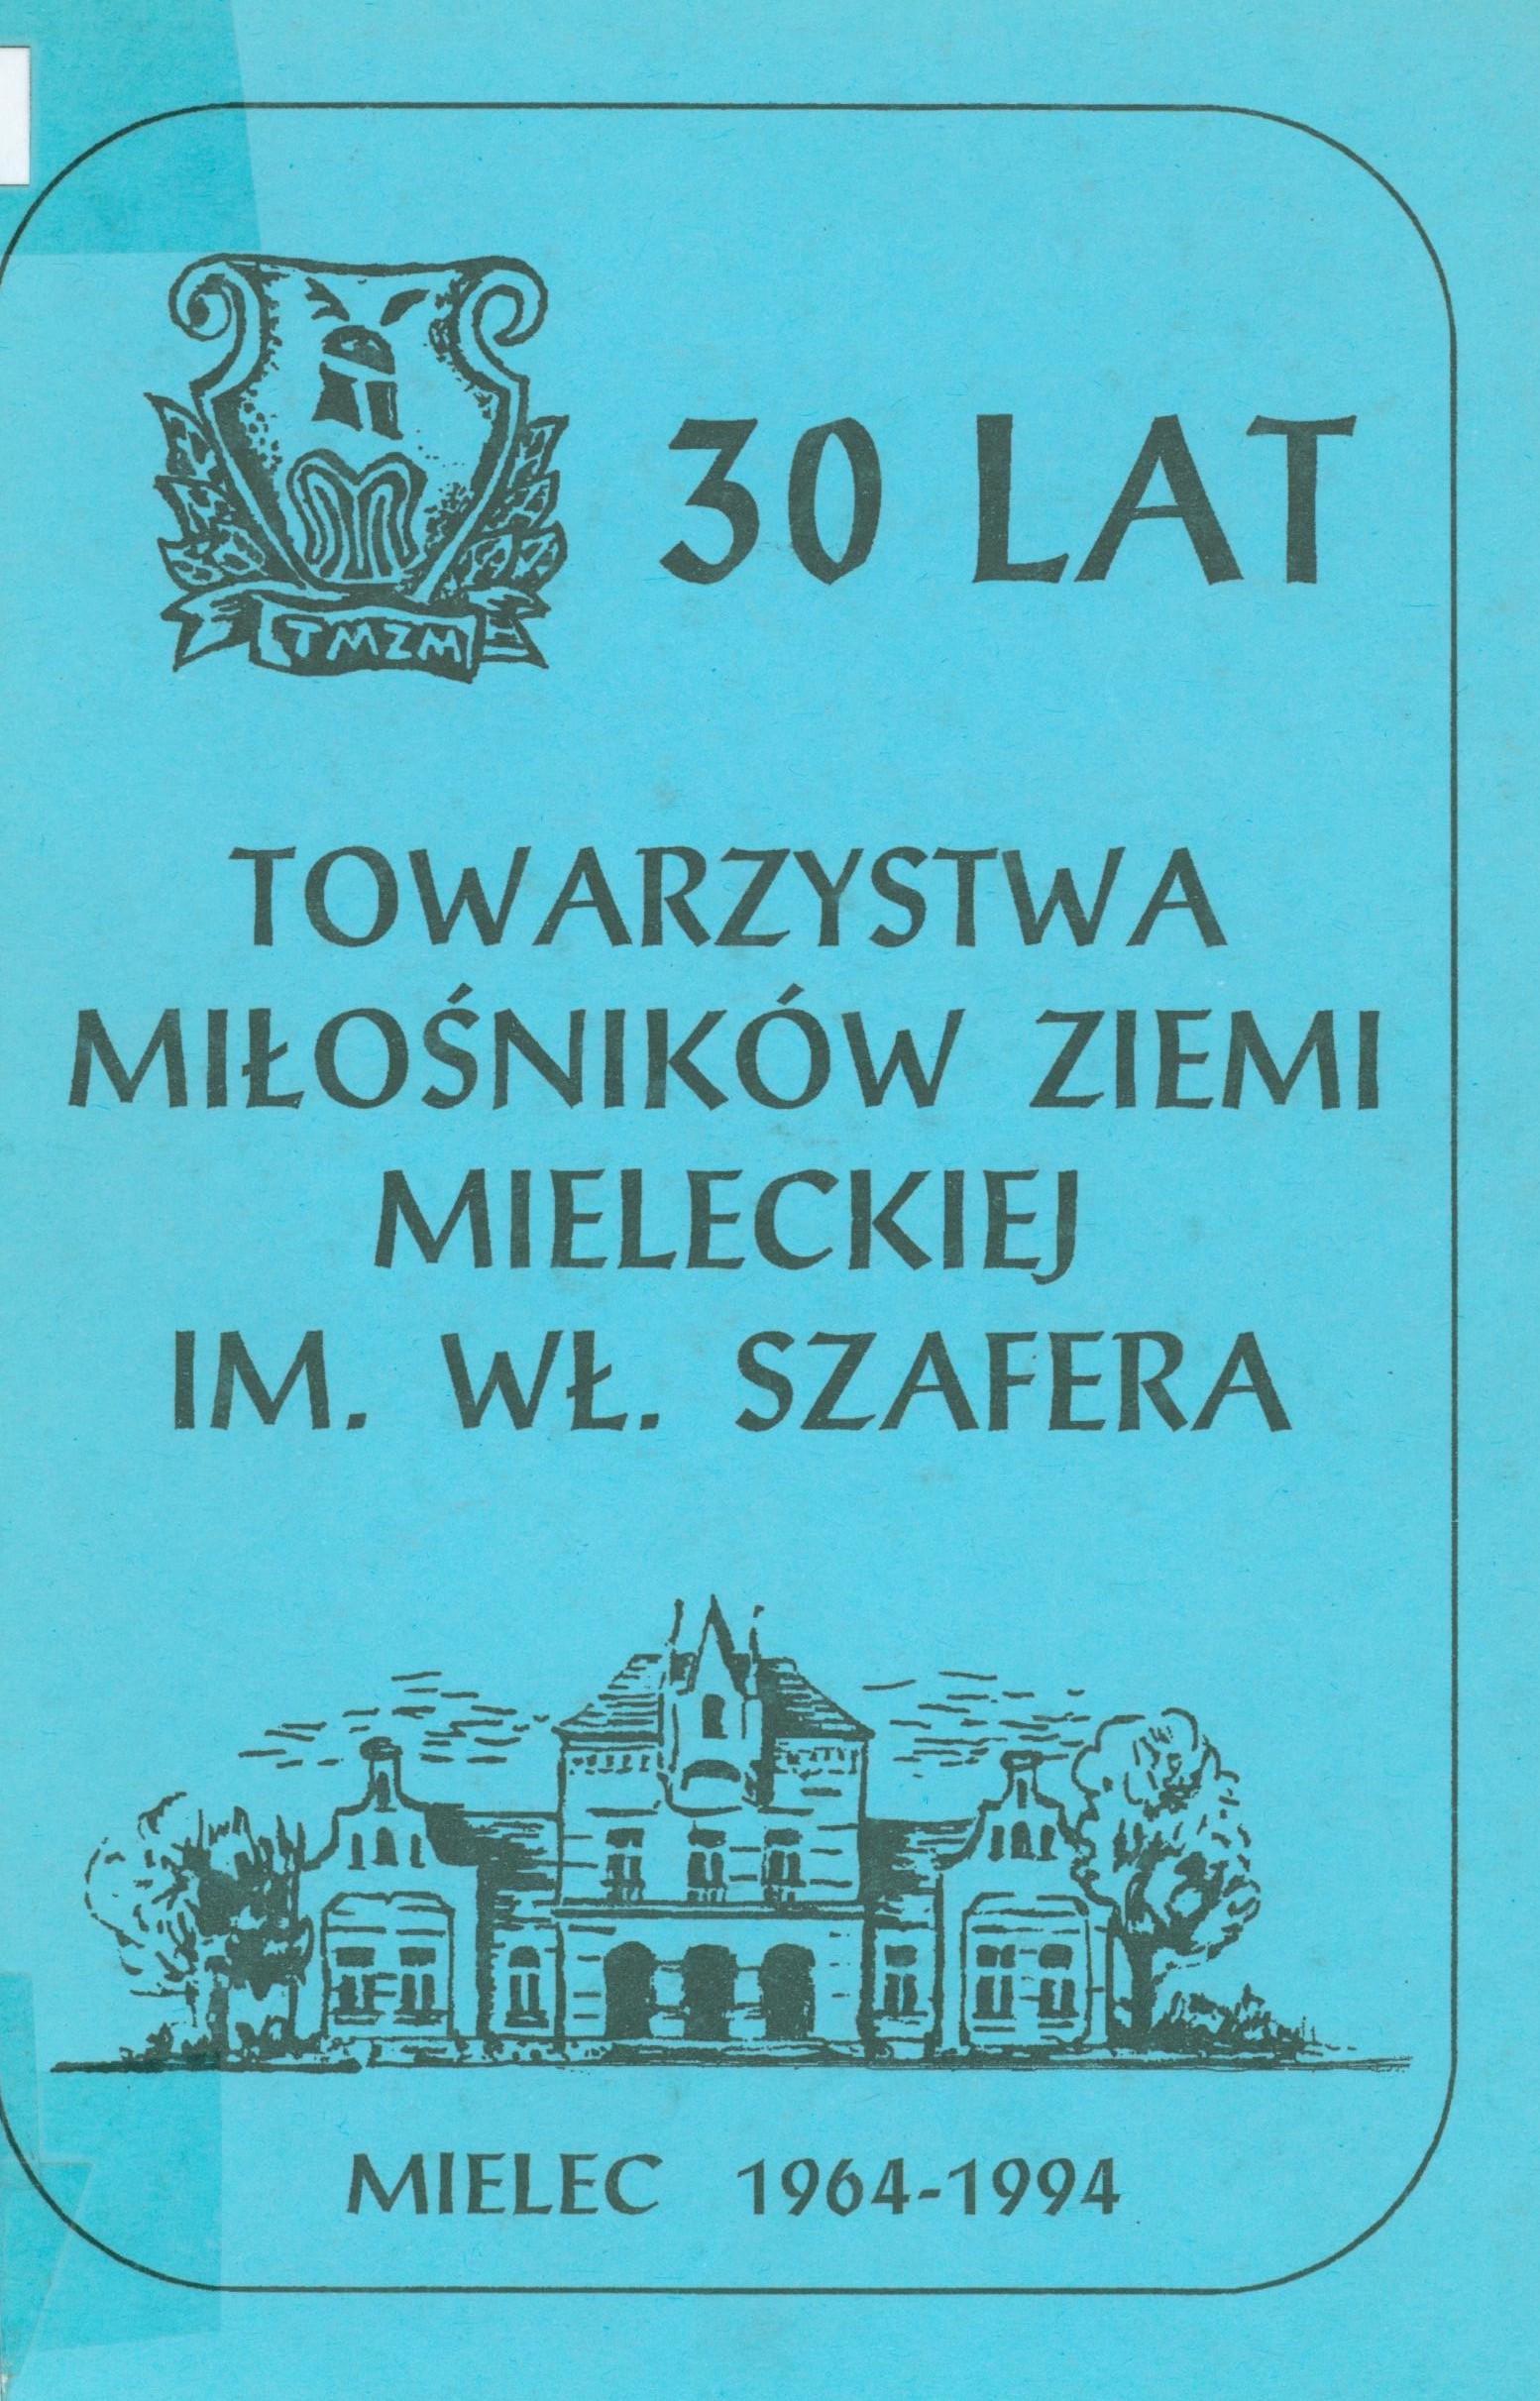 30 LAT
TMZM
TOWARZYSTWA
MIŁOŚNIKÓW ZIEMI
MIELECKIEJ
IM. WŁ. SZAFERA
MIELEC 1964-1994